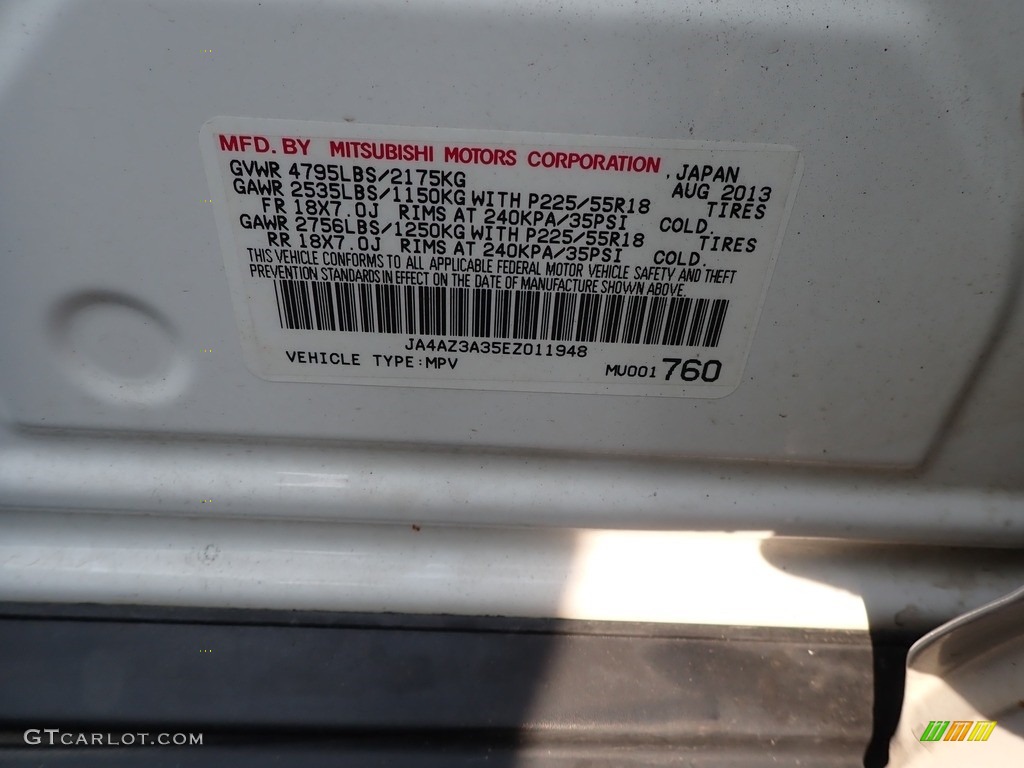 MFD. BY MITSUBISHI MOTORS CORPORATION , JAPAN
GVWR 4795LBS/2175KG AUG 2013
GAWR 2535LBS/1150KG WITH P225/55R18 TIRES
FR 18X7.0J RIMS AT 240KPA/35PSI COLD.
GAWR 2756LBS/1250KG WITH P225/55R18 TIRES
RR 18X7.0J RIMS AT 240KPA/35PSI COLD.
THIS VEHICLE CONFORMS TO ALL APPLICABLE FEDERAL MOTOR VEHICLE SAFETY AND THEFT
PREVENTION STANDARDS IN EFFECT ON THE DATE OF MANUFACTURE SHOWN ABOVE.
JA4AZ3A35EZ011948
VEHICLE TYPE:MPV MU001 760
GTCARLOT.COM